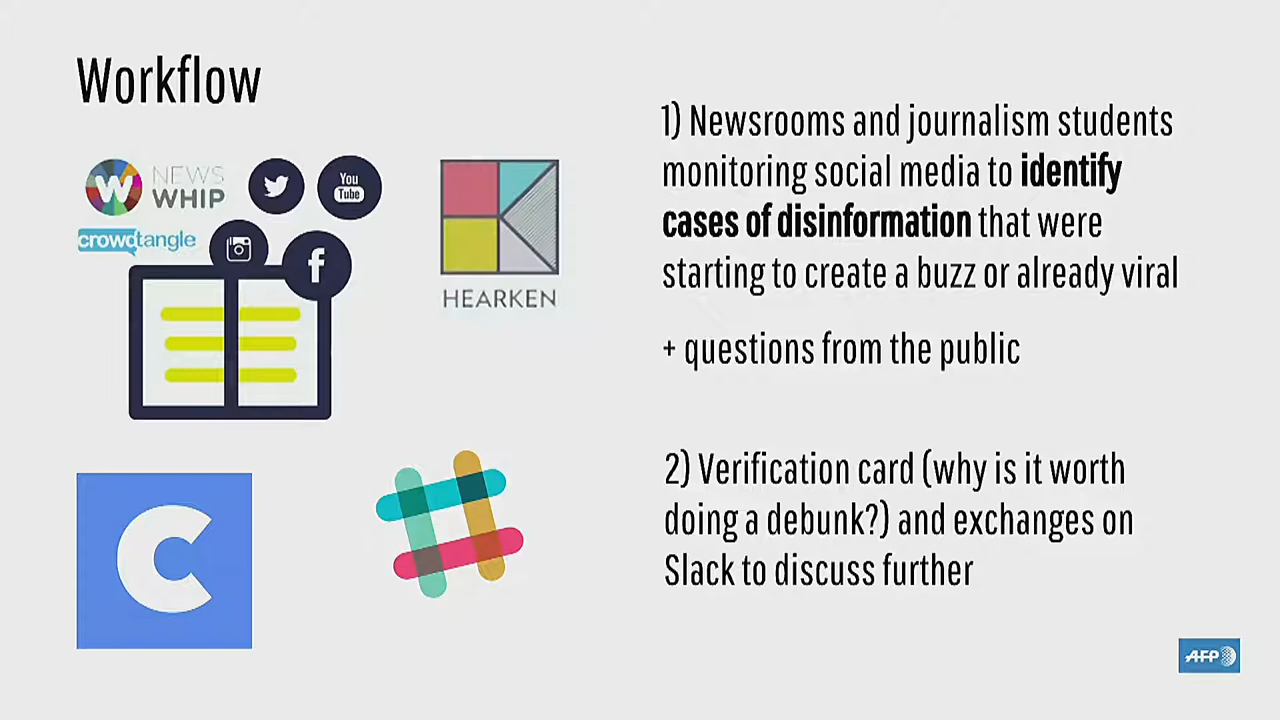 Workflow
NEWS
WHIP
crowdtangle
You
Tube
HEARKEN
1) Newsrooms and journalism students
monitoring social media to identify
cases of disinformation that were
starting to create a buzz or already viral
+ questions from the public
2) Verification card (why is it worth
doing a debunk?) and exchanges on
Slack to discuss further
AFP